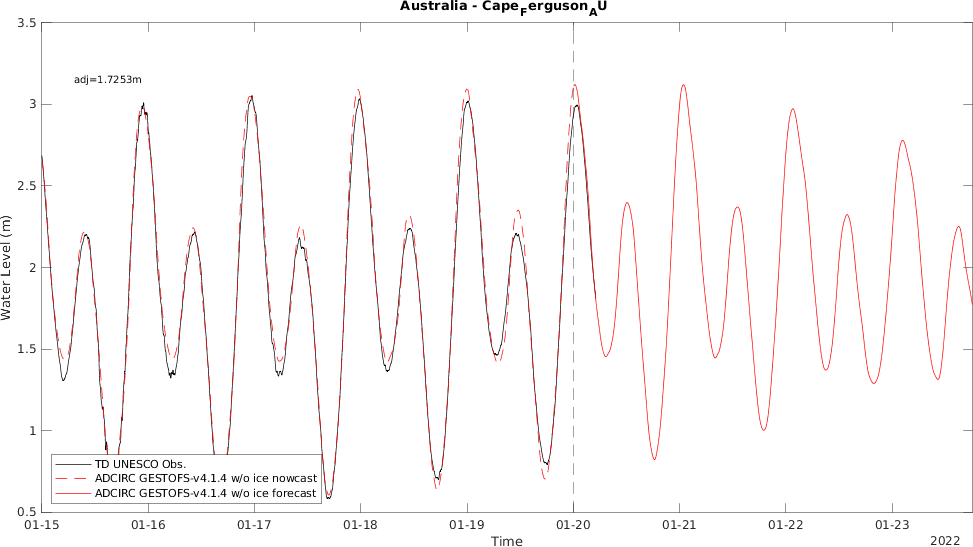 Australia - CapeFergusonAU
adj=1.7253m
3.5
3
2.5
2
1.5
1
0.5
Water Level (m)
TD UNESCO Obs.
ADCIRC GESTOFS-v4.1.4 w/o ice nowcast
ADCIRC GESTOFS-v4.1.4 w/o ice forecast
01-15 01-16 01-17 01-18 01-19 01-20 01-21 01-22 01-23
Time
2022